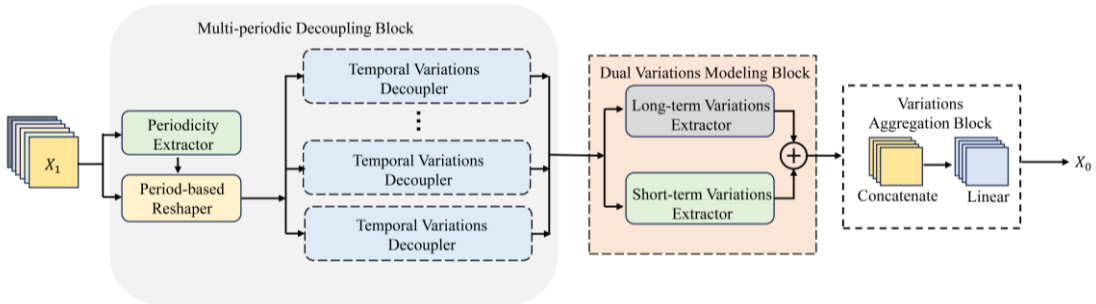 Multi-periodic Decoupling Block
X₁
Periodicity
Extractor
Period-based
Reshaper
Temporal Variations
Decoupler
⋮
Temporal Variations
Decoupler
Temporal Variations
Decoupler
Dual Variations Modeling Block
Long-term Variations
Extractor
Short-term Variations
Extractor
+
Variations
Aggregation Block
Concatenate
Linear
X₀